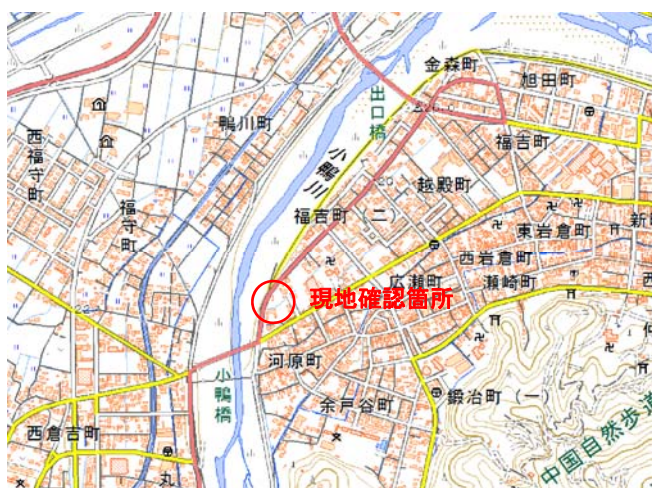 金森町
旭田町
出口橋
鴨川町
福吉町
小鴨川
西福守町
越殿町
福守町
福吉町（二）
東岩倉町
新町
西岩倉町
広瀬町
瀬崎町
現地確認箇所
河原町
小鴨橋
余戸谷町
鍛冶町（一）
西倉吉町
中国自然歩道